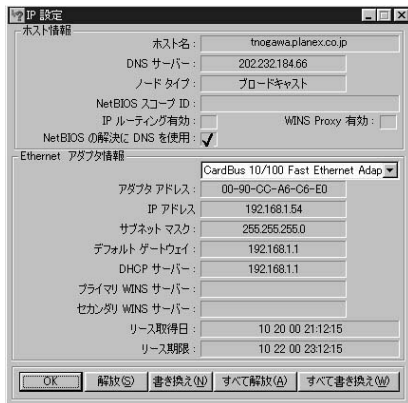 IP 設定
ホスト情報
ホスト名 : tnogawa.planex.co.jp
DNS サーバー : 202.232.184.66
ノード タイプ : ブロードキャスト
NetBIOS スコープ ID :
IP ルーティング有効 : WINS Proxy 有効 :
NetBIOS の解決に DNS を使用 :
Ethernet アダプタ情報
CardBus 10/100 Fast Ethernet Adap
アダプタ アドレス : 00-90-CC-A6-C6-E0
IP アドレス 192.168.1.54
サブネット マスク : 255.255.255.0
デフォルト ゲートウェイ : 192.168.1.1
DHCP サーバー : 192.168.1.1
プライマリ WINS サーバー :
セカンダリ WINS サーバー :
リース取得日 : 10 20 00 21:12:15
リース期限 : 10 22 00 23:12:15
OK 解放(S) 書き換え(N) すべて解放(A) すべて書き換え(W)